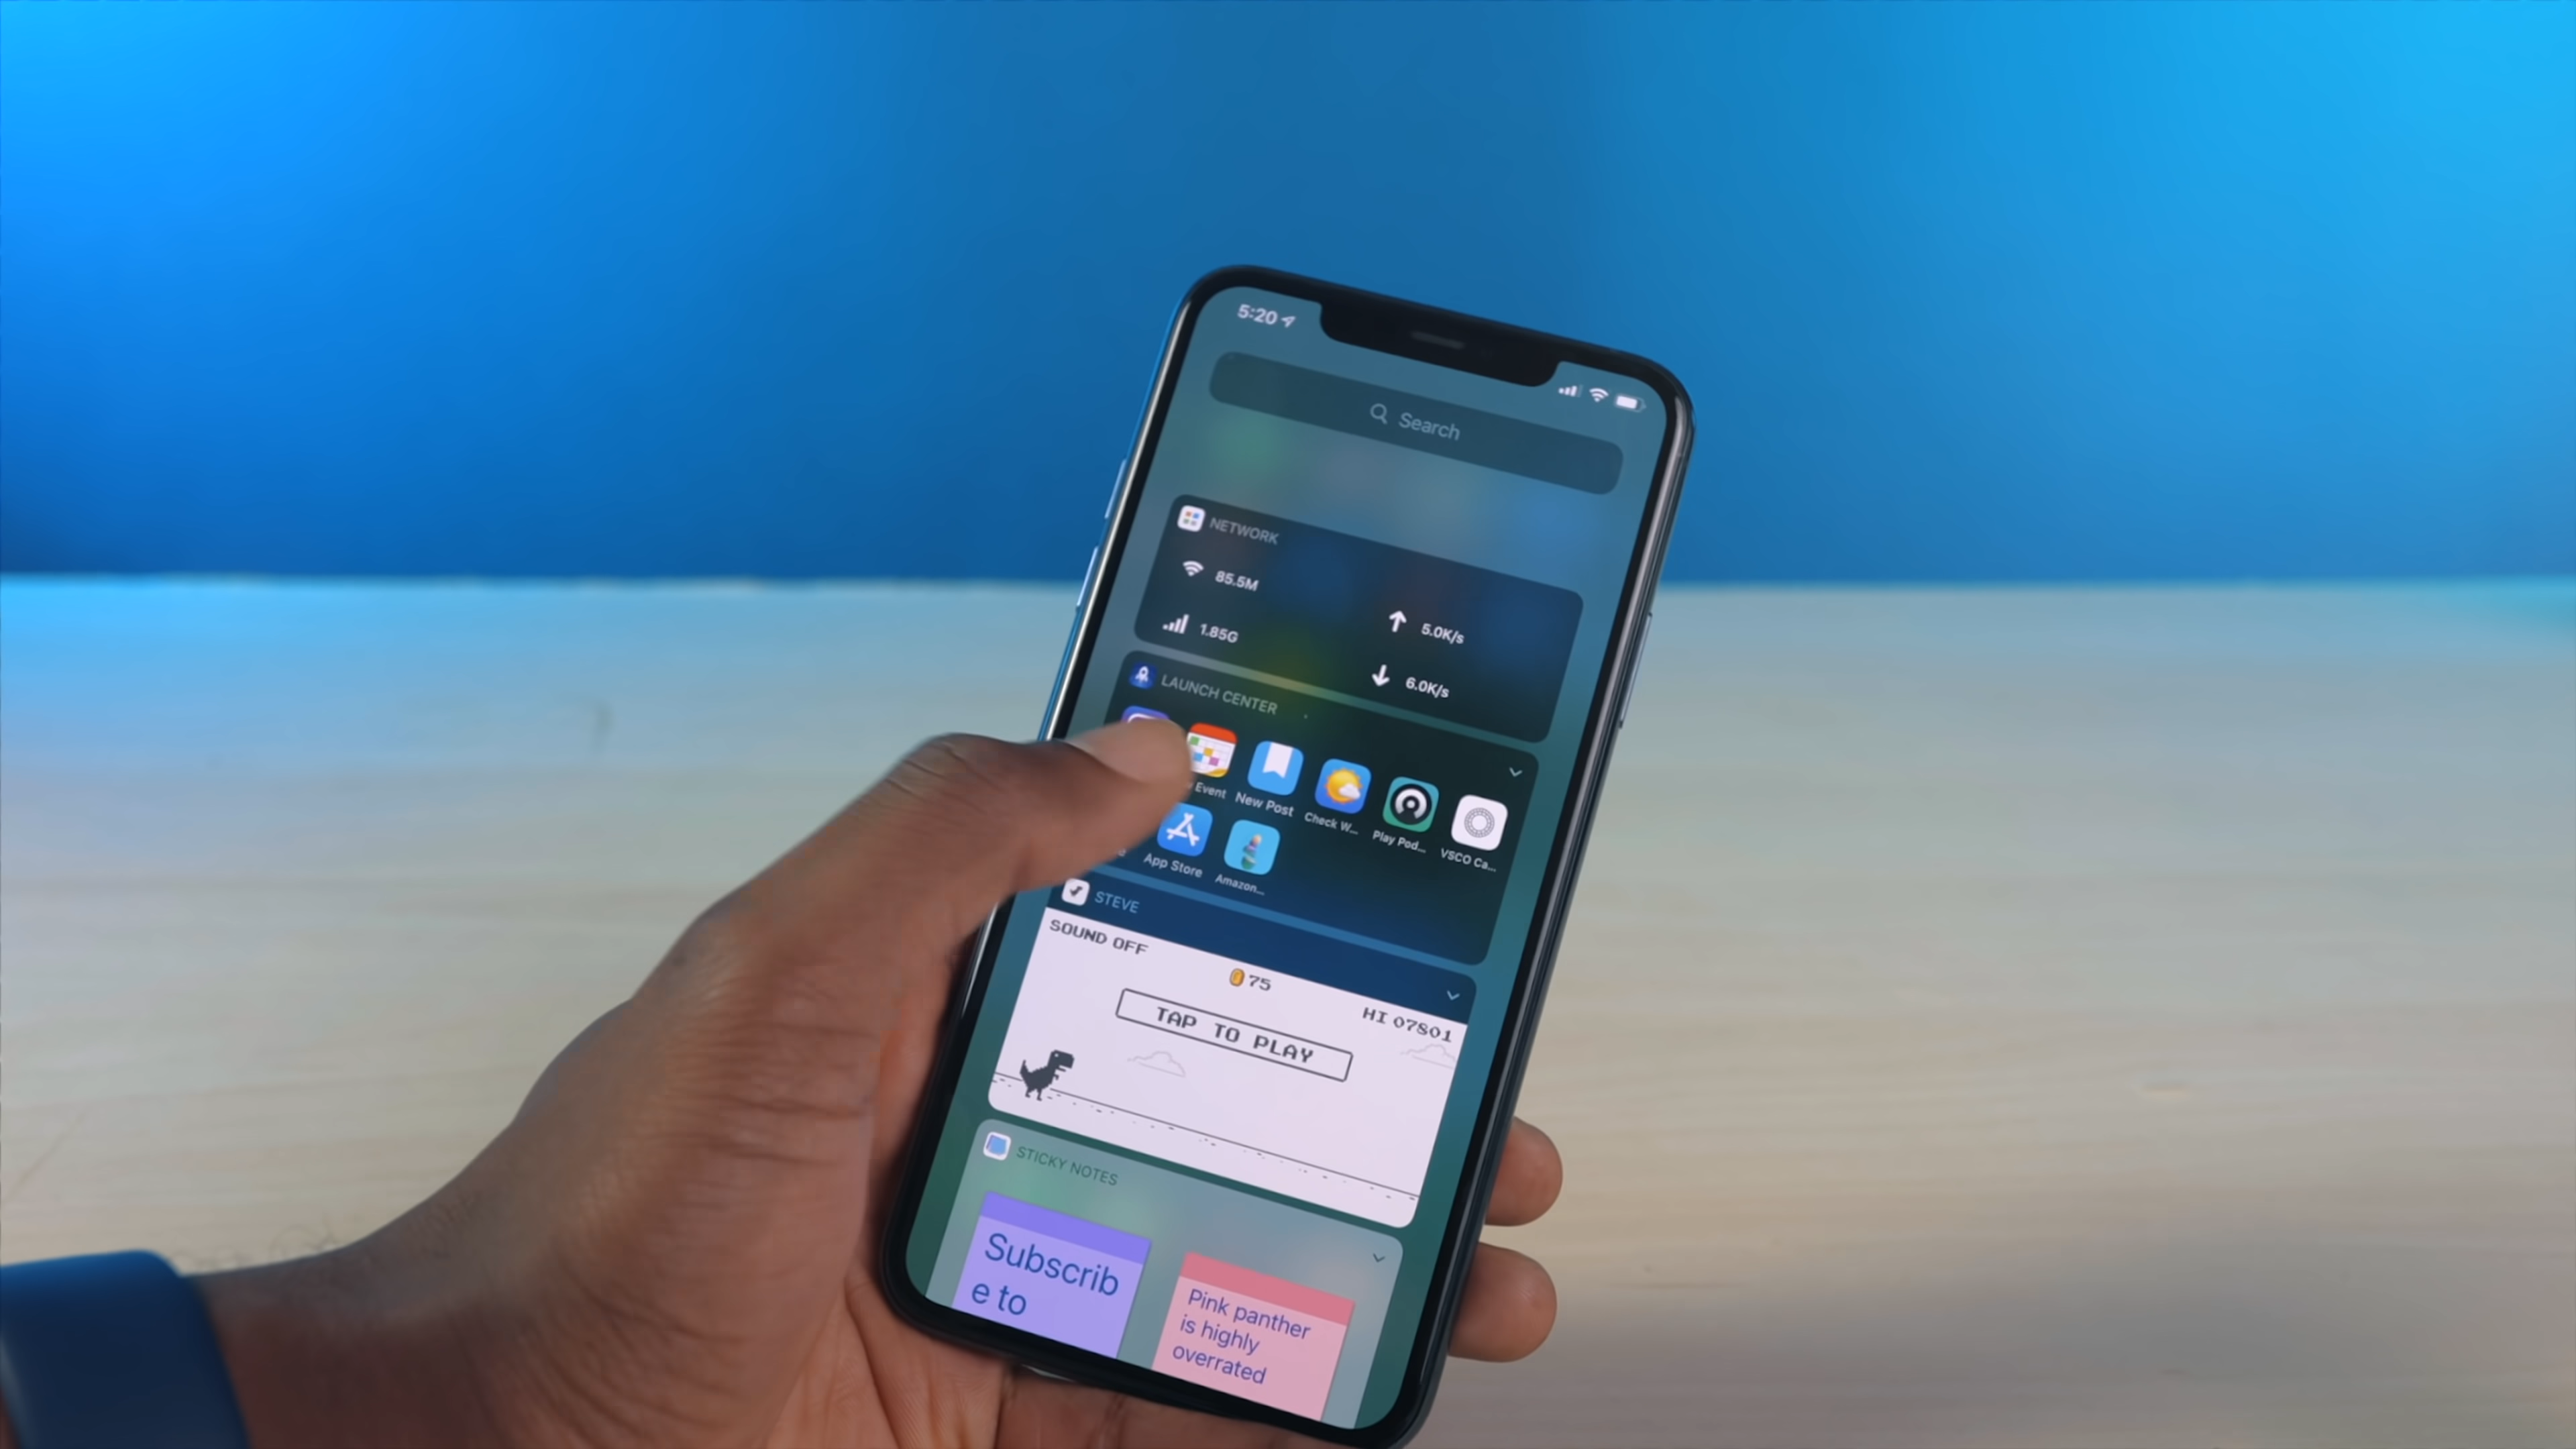 5:20
Search
NETWORK
85.5M
5.0K/s
1.85G
6.0K/s
LAUNCH CENTER
Event
New Post
Check W...
Play Pod...
VSCO Ca...
App Store
Amazon...
STEVE
SOUND OFF
75
HI 07801
TAP TO PLAY
STICKY NOTES
Subscrib
e to
Pink panther
is highly
overrated